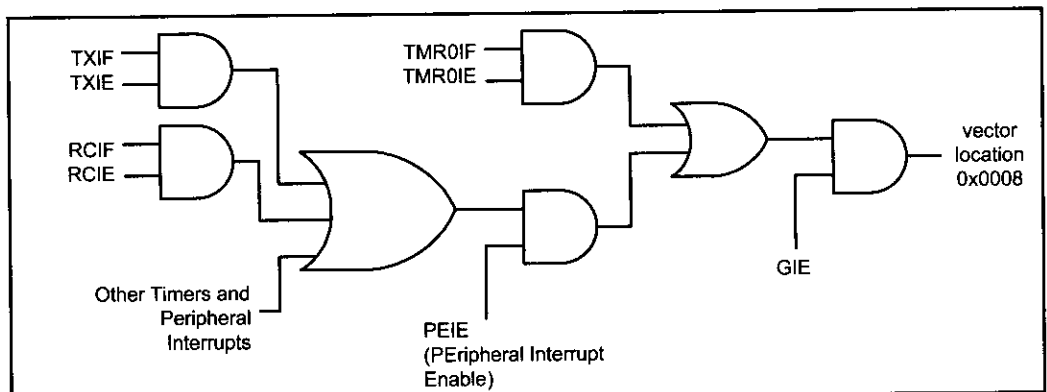 TXIF
TXIE
RCIF
RCIE
Other Timers and
Peripheral
Interrupts
TMR0IF
TMR0IE
PEIE
(PEripheral Interrupt
Enable)
GIE
vector
location
0x0008